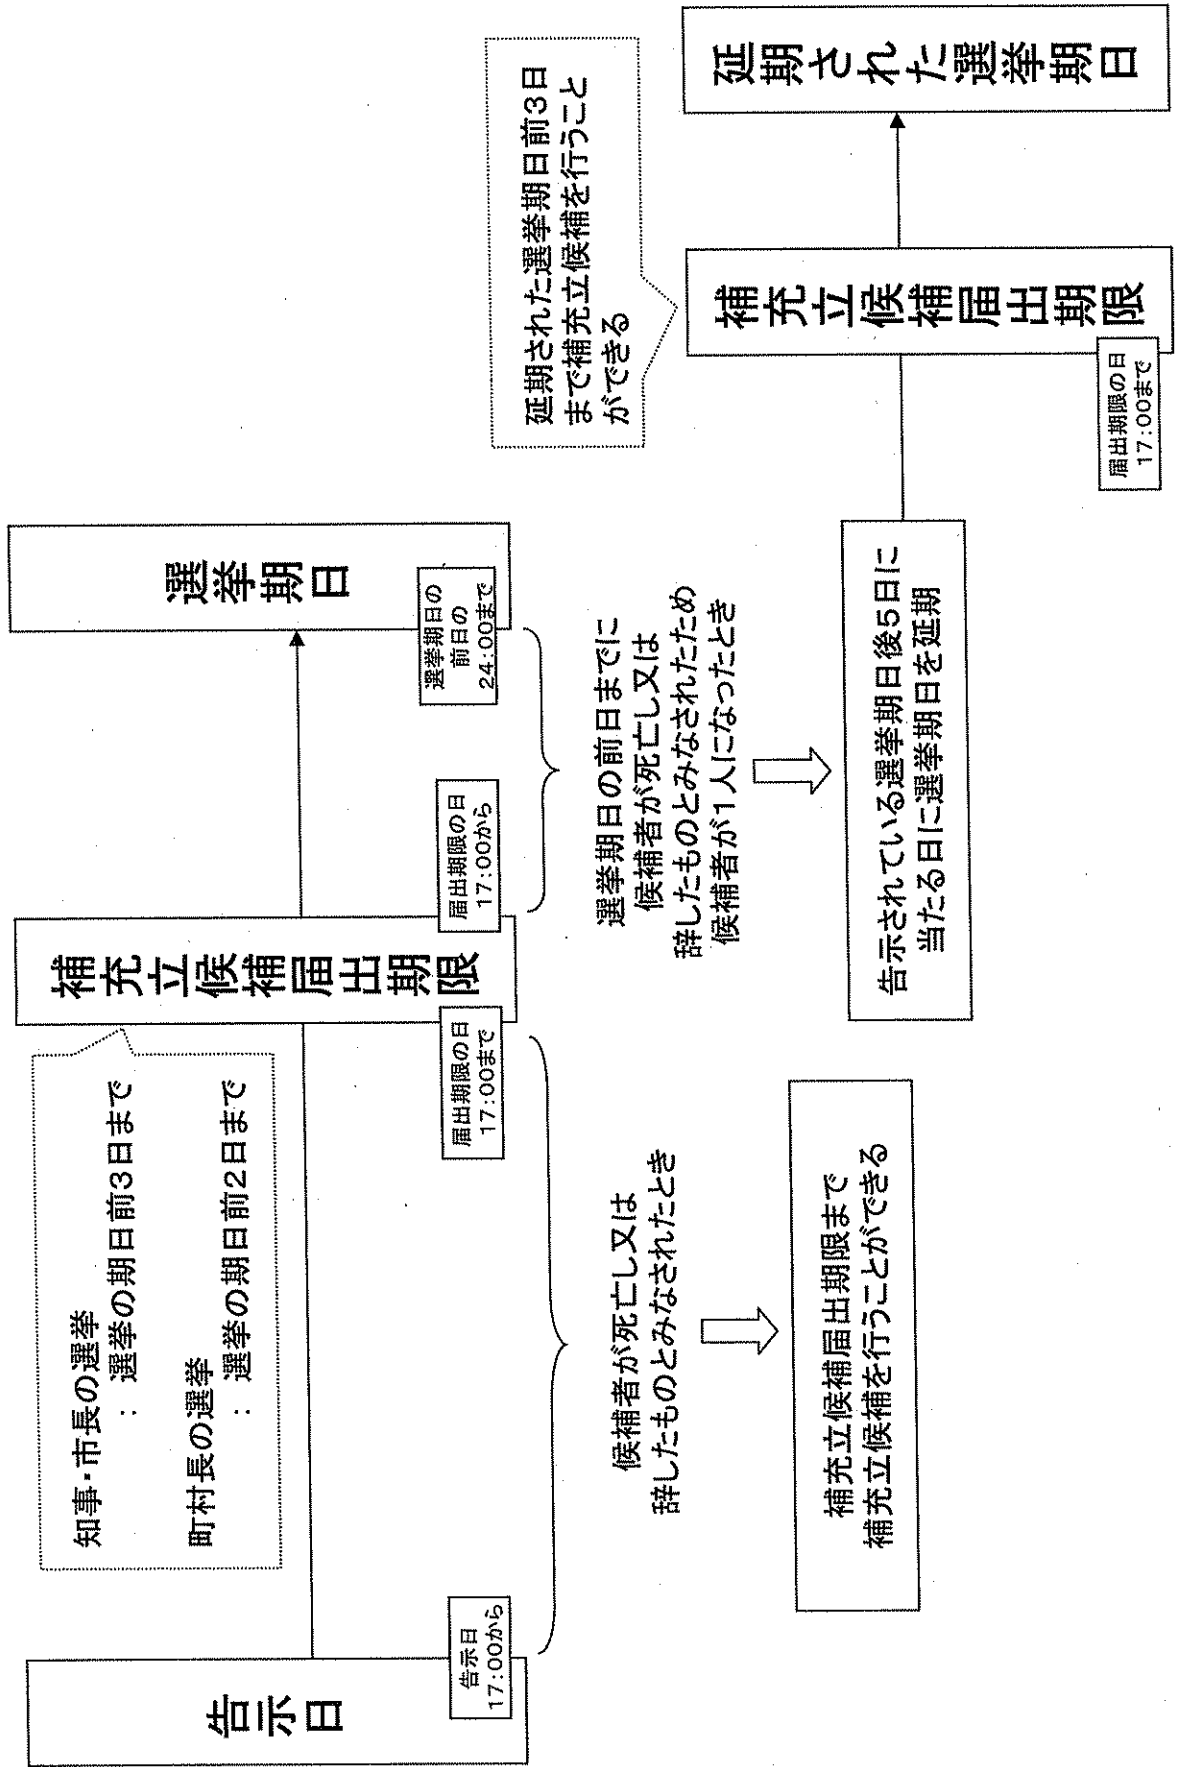 告示日
告示日
17:00から
知事・市長の選挙
：選挙の期日前3日まで
町村長の選挙
：選挙の期日前2日まで
補充立候補届出期限
届出期限の日
17:00まで
届出期限の日
17:00から
選挙期日
選挙期日の
前日の
24:00まで
候補者が死亡し又は
辞したものとみなされたとき
補充立候補届出期限まで
補充立候補を行うことができる
選挙期日の前日までに
候補者が死亡し又は
辞したものとみなされたため
候補者が1人になったとき
告示されている選挙期日後5日に
当たる日に選挙期日を延期
延期された選挙期日前3日
まで補充立候補を行うこと
ができる
補充立候補届出期限
届出期限の日
17:00まで
延期された選挙期日